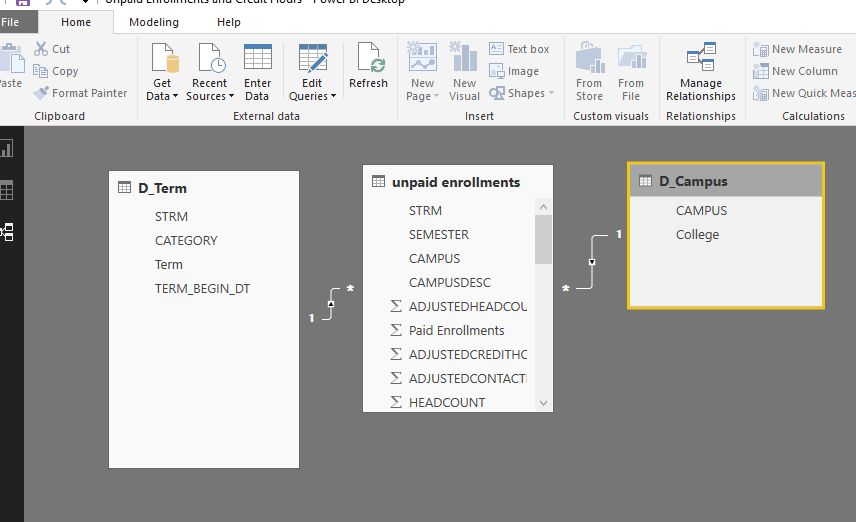 Unpaid Enrollments and Credit Hours - Power BI Desktop
File Home Modeling Help
Paste
Cut
Copy
Format Painter
Clipboard
Get Data
Recent Sources
Enter Data
Edit Queries
Refresh
External data
New Page
New Visual
Text box
Image
Shapes
Insert
From Store
From File
Custom visuals
Manage Relationships
Relationships
New Measure
New Column
New Quick Meas
Calculations
D_Term
STRM
CATEGORY
Term
TERM_BEGIN_DT
1
*
unpaid enrollments
STRM
SEMESTER
CAMPUS
CAMPUSDESC
Σ ADJUSTEDHEADCOU
Σ Paid Enrollments
Σ ADJUSTEDCREDITHC
Σ ADJUSTEDCONTACT
Σ HEADCOUNT
*
1
D_Campus
CAMPUS
College